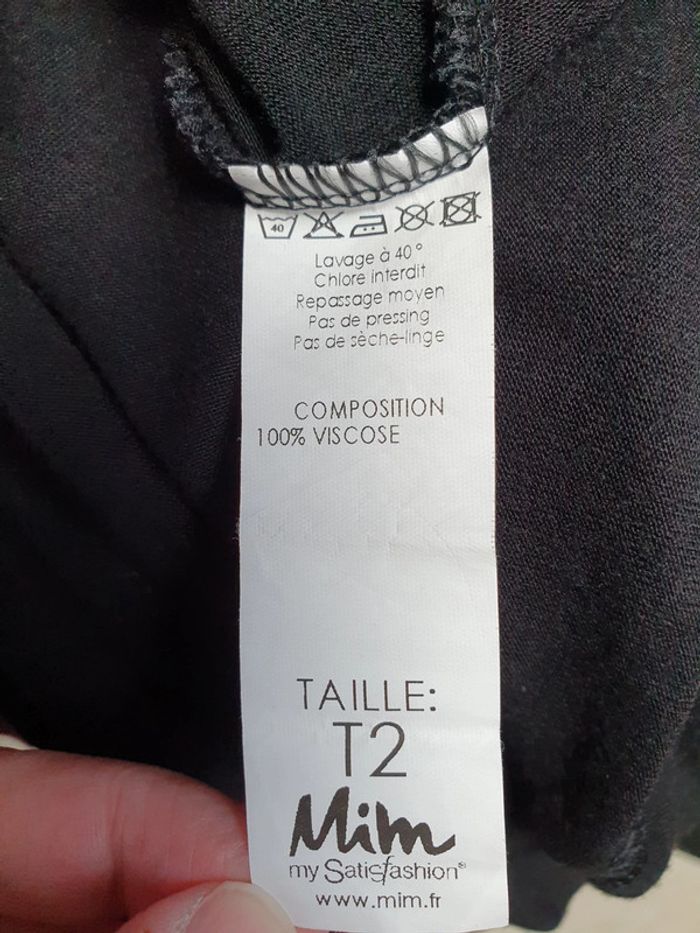 40
Lavage à 40°
Chlore interdit
Repassage moyen
Pas de pressing
Pas de sèche-linge
COMPOSITION
100% VISCOSE
TAILLE:
T2
Mim
my Satisfashion®
www.mim.fr